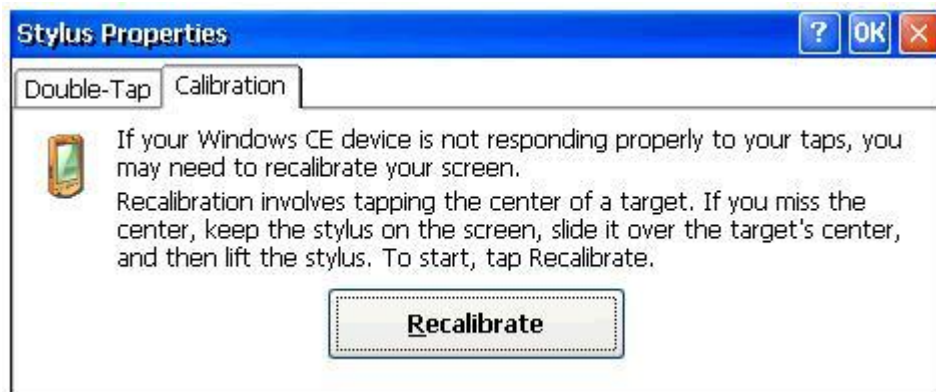 Stylus Properties
? OK ×
Double-Tap Calibration
If your Windows CE device is not responding properly to your taps, you
may need to recalibrate your screen.
Recalibration involves tapping the center of a target. If you miss the
center, keep the stylus on the screen, slide it over the target's center,
and then lift the stylus. To start, tap Recalibrate.
Recalibrate